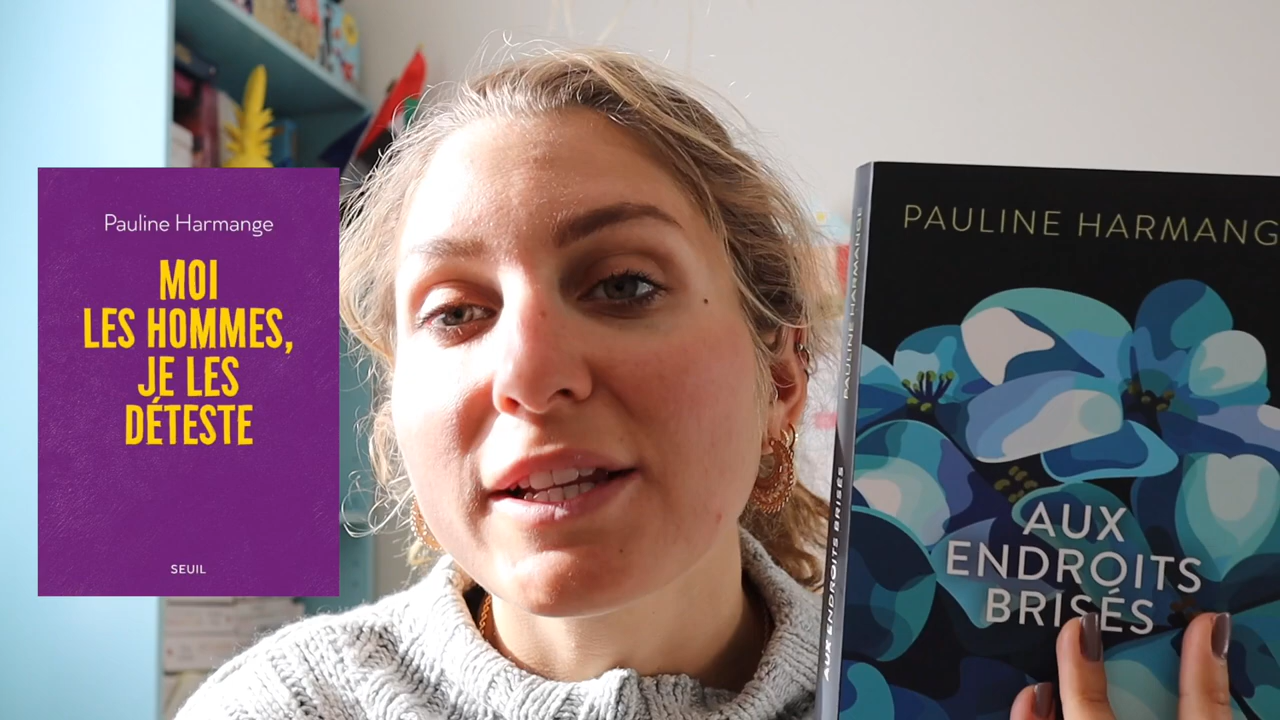 Pauline Harmange
MOI
LES HOMMES,
JE LES
DÉTESTE
SEUIL
PAULINE HARMANG
AUX
ENDROITS
BRISÉS
PAULINE HARMANGE
AUX ENDROITS BRISÉS